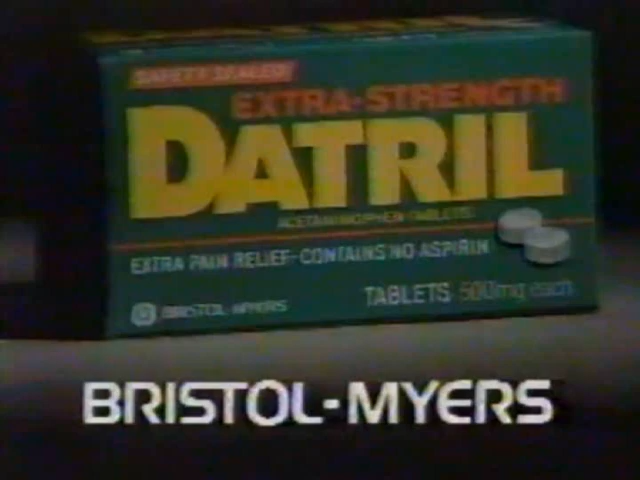 SAFETY SEALED
EXTRA-STRENGTH
DATRIL
ACETAMINOPHEN TABLETS
EXTRA PAIN RELIEF-CONTAINS NO ASPIRIN
BRISTOL-MYERS
TABLETS 500mg each
BRISTOL-MYERS